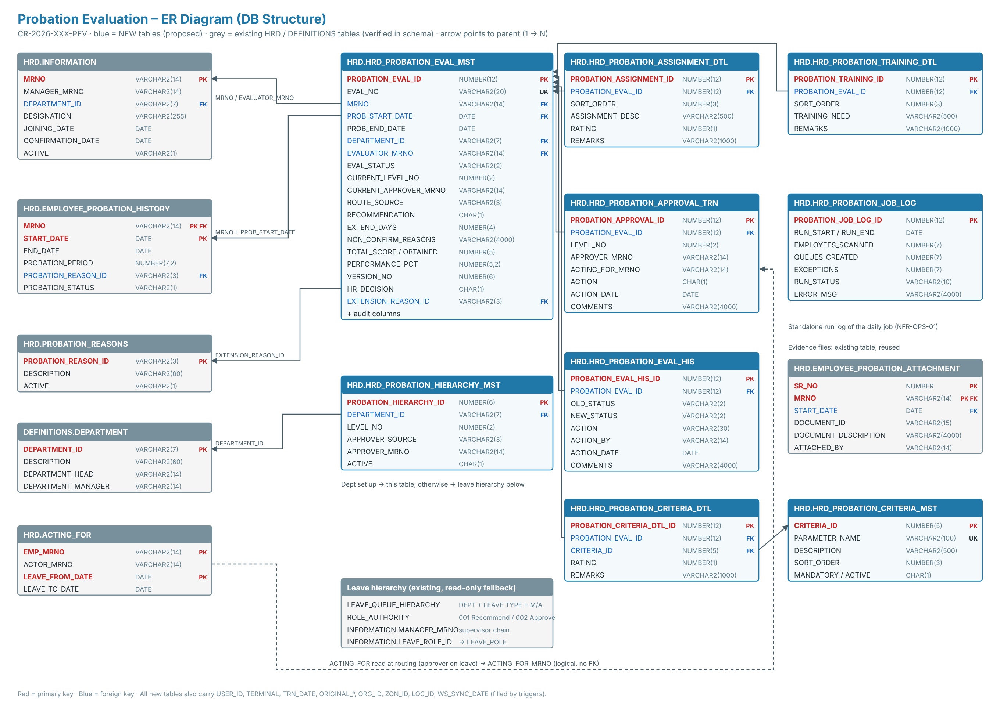 Probation Evaluation – ER Diagram (DB Structure)
CR-2026-XXX-PEV · blue = NEW tables (proposed) · grey = existing HRD / DEFINITIONS tables (verified in schema) · arrow points to parent (1 → N)
HRD.INFORMATION
MRNO VARCHAR2(14) PK
MANAGER_MRNO VARCHAR2(14)
DEPARTMENT_ID VARCHAR2(7) FK
DESIGNATION VARCHAR2(255)
JOINING_DATE DATE
CONFIRMATION_DATE DATE
ACTIVE VARCHAR2(1)
MRNO / EVALUATOR_MRNO
HRD.EMPLOYEE_PROBATION_HISTORY
MRNO VARCHAR2(14) PK FK
START_DATE DATE PK
END_DATE DATE
PROBATION_PERIOD NUMBER(7,2)
PROBATION_REASON_ID VARCHAR2(3) FK
PROBATION_STATUS VARCHAR2(1)
MRNO + PROB_START_DATE
HRD.PROBATION_REASONS
PROBATION_REASON_ID VARCHAR2(3) PK
DESCRIPTION VARCHAR2(60)
ACTIVE VARCHAR2(1)
EXTENSION_REASON_ID
DEFINITIONS.DEPARTMENT
DEPARTMENT_ID VARCHAR2(7) PK
DESCRIPTION VARCHAR2(60)
DEPARTMENT_HEAD VARCHAR2(14)
DEPARTMENT_MANAGER VARCHAR2(14)
DEPARTMENT_ID
HRD.ACTING_FOR
EMP_MRNO VARCHAR2(14) PK
ACTOR_MRNO VARCHAR2(14)
LEAVE_FROM_DATE DATE PK
LEAVE_TO_DATE DATE
HRD.HRD_PROBATION_EVAL_MST
PROBATION_EVAL_ID NUMBER(12) PK
EVAL_NO VARCHAR2(20) UK
MRNO VARCHAR2(14) FK
PROB_START_DATE DATE FK
PROB_END_DATE DATE
DEPARTMENT_ID VARCHAR2(7) FK
EVALUATOR_MRNO VARCHAR2(14) FK
EVAL_STATUS VARCHAR2(2)
CURRENT_LEVEL_NO NUMBER(2)
CURRENT_APPROVER_MRNO VARCHAR2(14)
ROUTE_SOURCE VARCHAR2(3)
RECOMMENDATION CHAR(1)
EXTEND_DAYS NUMBER(4)
NON_CONFIRM_REASONS VARCHAR2(4000)
TOTAL_SCORE / OBTAINED NUMBER(5)
PERFORMANCE_PCT NUMBER(5,2)
VERSION_NO NUMBER(6)
HR_DECISION CHAR(1)
EXTENSION_REASON_ID VARCHAR2(3) FK
+ audit columns
HRD.HRD_PROBATION_HIERARCHY_MST
PROBATION_HIERARCHY_ID NUMBER(6) PK
DEPARTMENT_ID VARCHAR2(7) FK
LEVEL_NO NUMBER(2)
APPROVER_SOURCE VARCHAR2(3)
APPROVER_MRNO VARCHAR2(14)
ACTIVE CHAR(1)
Dept set up → this table; otherwise → leave hierarchy below
Leave hierarchy (existing, read-only fallback)
LEAVE_QUEUE_HIERARCHY DEPT + LEAVE TYPE + M/A
ROLE_AUTHORITY 001 Recommend / 002 Approve
INFORMATION.MANAGER_MRNO supervisor chain
INFORMATION.LEAVE_ROLE_ID → LEAVE_ROLE
ACTING_FOR read at routing (approver on leave) → ACTING_FOR_MRNO (logical, no FK)
HRD.HRD_PROBATION_ASSIGNMENT_DTL
PROBATION_ASSIGNMENT_ID NUMBER(12) PK
PROBATION_EVAL_ID NUMBER(12) FK
SORT_ORDER NUMBER(3)
ASSIGNMENT_DESC VARCHAR2(500)
RATING NUMBER(1)
REMARKS VARCHAR2(1000)
HRD.HRD_PROBATION_APPROVAL_TRN
PROBATION_APPROVAL_ID NUMBER(12) PK
PROBATION_EVAL_ID NUMBER(12) FK
LEVEL_NO NUMBER(2)
APPROVER_MRNO VARCHAR2(14)
ACTING_FOR_MRNO VARCHAR2(14)
ACTION CHAR(1)
ACTION_DATE DATE
COMMENTS VARCHAR2(4000)
HRD.HRD_PROBATION_EVAL_HIS
PROBATION_EVAL_HIS_ID NUMBER(12) PK
PROBATION_EVAL_ID NUMBER(12) FK
OLD_STATUS VARCHAR2(2)
NEW_STATUS VARCHAR2(2)
ACTION VARCHAR2(30)
ACTION_BY VARCHAR2(14)
ACTION_DATE DATE
COMMENTS VARCHAR2(4000)
HRD.HRD_PROBATION_CRITERIA_DTL
PROBATION_CRITERIA_DTL_ID NUMBER(12) PK
PROBATION_EVAL_ID NUMBER(12) FK
CRITERIA_ID NUMBER(5) FK
RATING NUMBER(1)
REMARKS VARCHAR2(1000)
HRD.HRD_PROBATION_TRAINING_DTL
PROBATION_TRAINING_ID NUMBER(12) PK
PROBATION_EVAL_ID NUMBER(12) FK
SORT_ORDER NUMBER(3)
TRAINING_NEED VARCHAR2(500)
REMARKS VARCHAR2(1000)
HRD.HRD_PROBATION_JOB_LOG
PROBATION_JOB_LOG_ID NUMBER(12) PK
RUN_START / RUN_END DATE
EMPLOYEES_SCANNED NUMBER(7)
QUEUES_CREATED NUMBER(7)
EXCEPTIONS NUMBER(7)
RUN_STATUS VARCHAR2(10)
ERROR_MSG VARCHAR2(4000)
Standalone run log of the daily job (NFR-OPS-01)
Evidence files: existing table, reused
HRD.EMPLOYEE_PROBATION_ATTACHMENT
SR_NO NUMBER PK
MRNO VARCHAR2(14) PK FK
START_DATE DATE FK
DOCUMENT_ID VARCHAR2(15)
DOCUMENT_DESCRIPTION VARCHAR2(4000)
ATTACHED_BY VARCHAR2(14)
HRD.HRD_PROBATION_CRITERIA_MST
CRITERIA_ID NUMBER(5) PK
PARAMETER_NAME VARCHAR2(100) UK
DESCRIPTION VARCHAR2(500)
SORT_ORDER NUMBER(3)
MANDATORY / ACTIVE CHAR(1)
Red = primary key · Blue = foreign key · All new tables also carry USER_ID, TERMINAL, TRN_DATE, ORIGINAL_*, ORG_ID, ZON_ID, LOC_ID, WS_SYNC_DATE (filled by triggers).